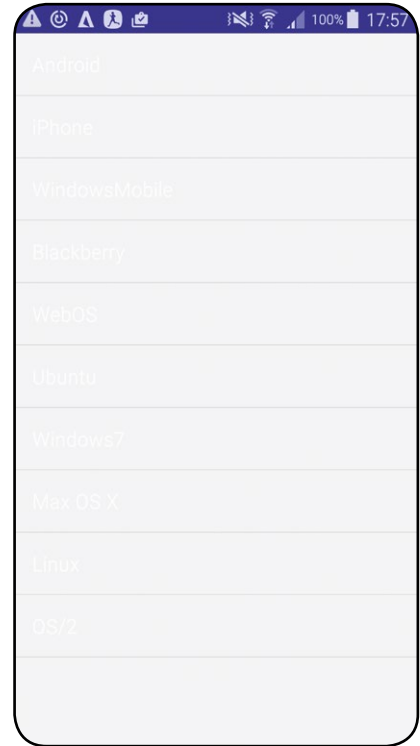 100% 17:57
Android
iPhone
WindowsMobile
Blackberry
WebOS
Ubuntu
Windows7
Max OS X
Linux
OS/2